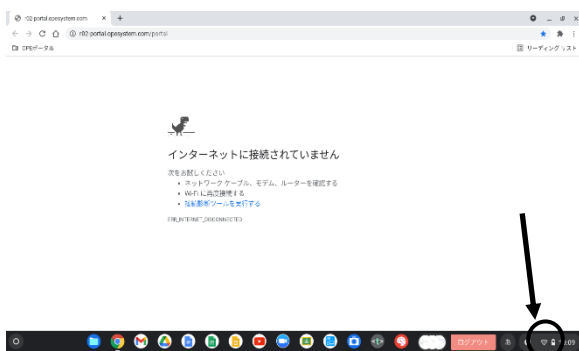 r02-portal.opesystem.com
r02-portal.opesystem.com/portal
OPEポータル
リーディング リスト
インターネットに接続されていません
次をお試しください
ネットワーク ケーブル、モデム、ルーターを確認する
Wi-Fi に再度接続する
接続診断ツールを実行する
ERR_INTERNET_DISCONNECTED
ログアウト